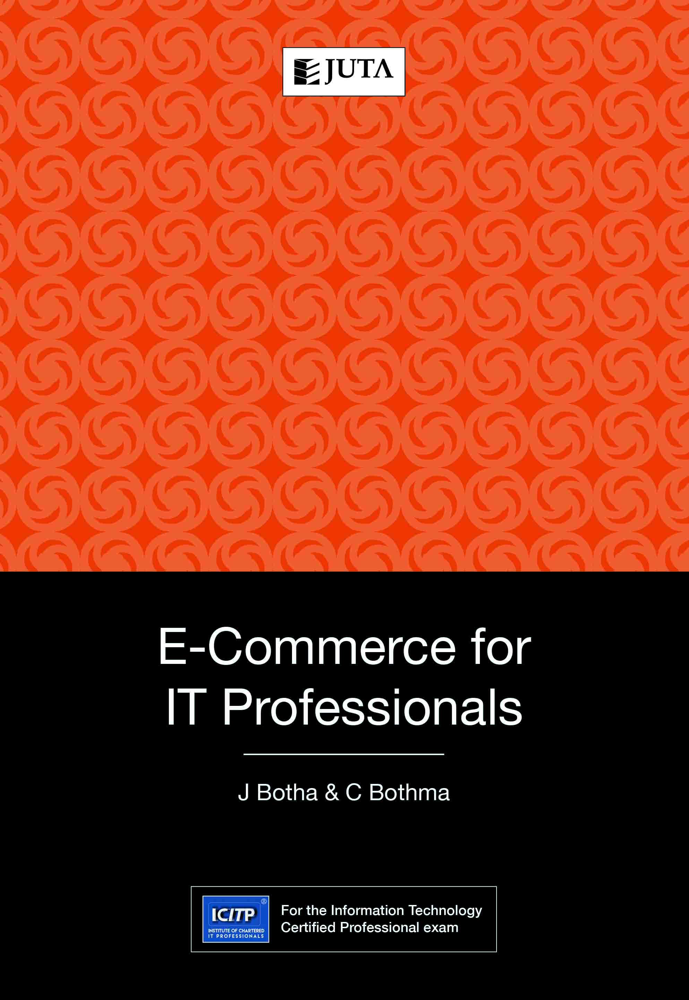 JUTA
E-Commerce for
IT Professionals
J Botha & C Bothma
ICITP
INSTITUTE OF CHARTERED
IT PROFESSIONALS
For the Information Technology
Certified Professional exam